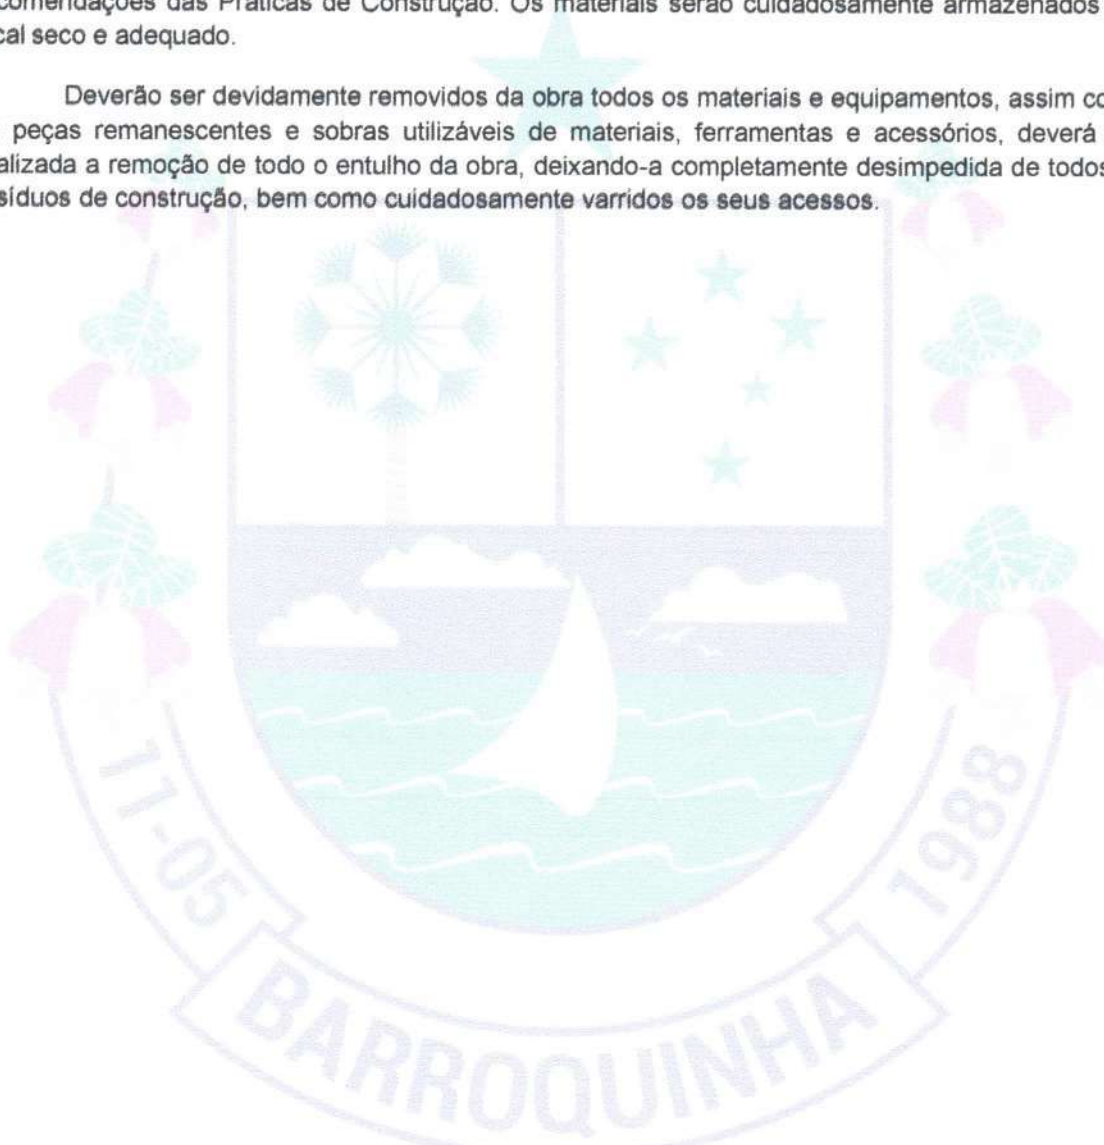 comendações das Práticas de Construção. Os materiais serão cuidadosamente armazenados
cal seco e adequado.
Deverão ser devidamente removidos da obra todos os materiais e equipamentos, assim co
peças remanescentes e sobras utilizáveis de materiais, ferramentas e acessórios, deverá
alizada a remoção de todo o entulho da obra, deixando-a completamente desimpedida de todos
síduos de construção, bem como cuidadosamente varridos os seus acessos.
11-05
1988
BARROQUINHA